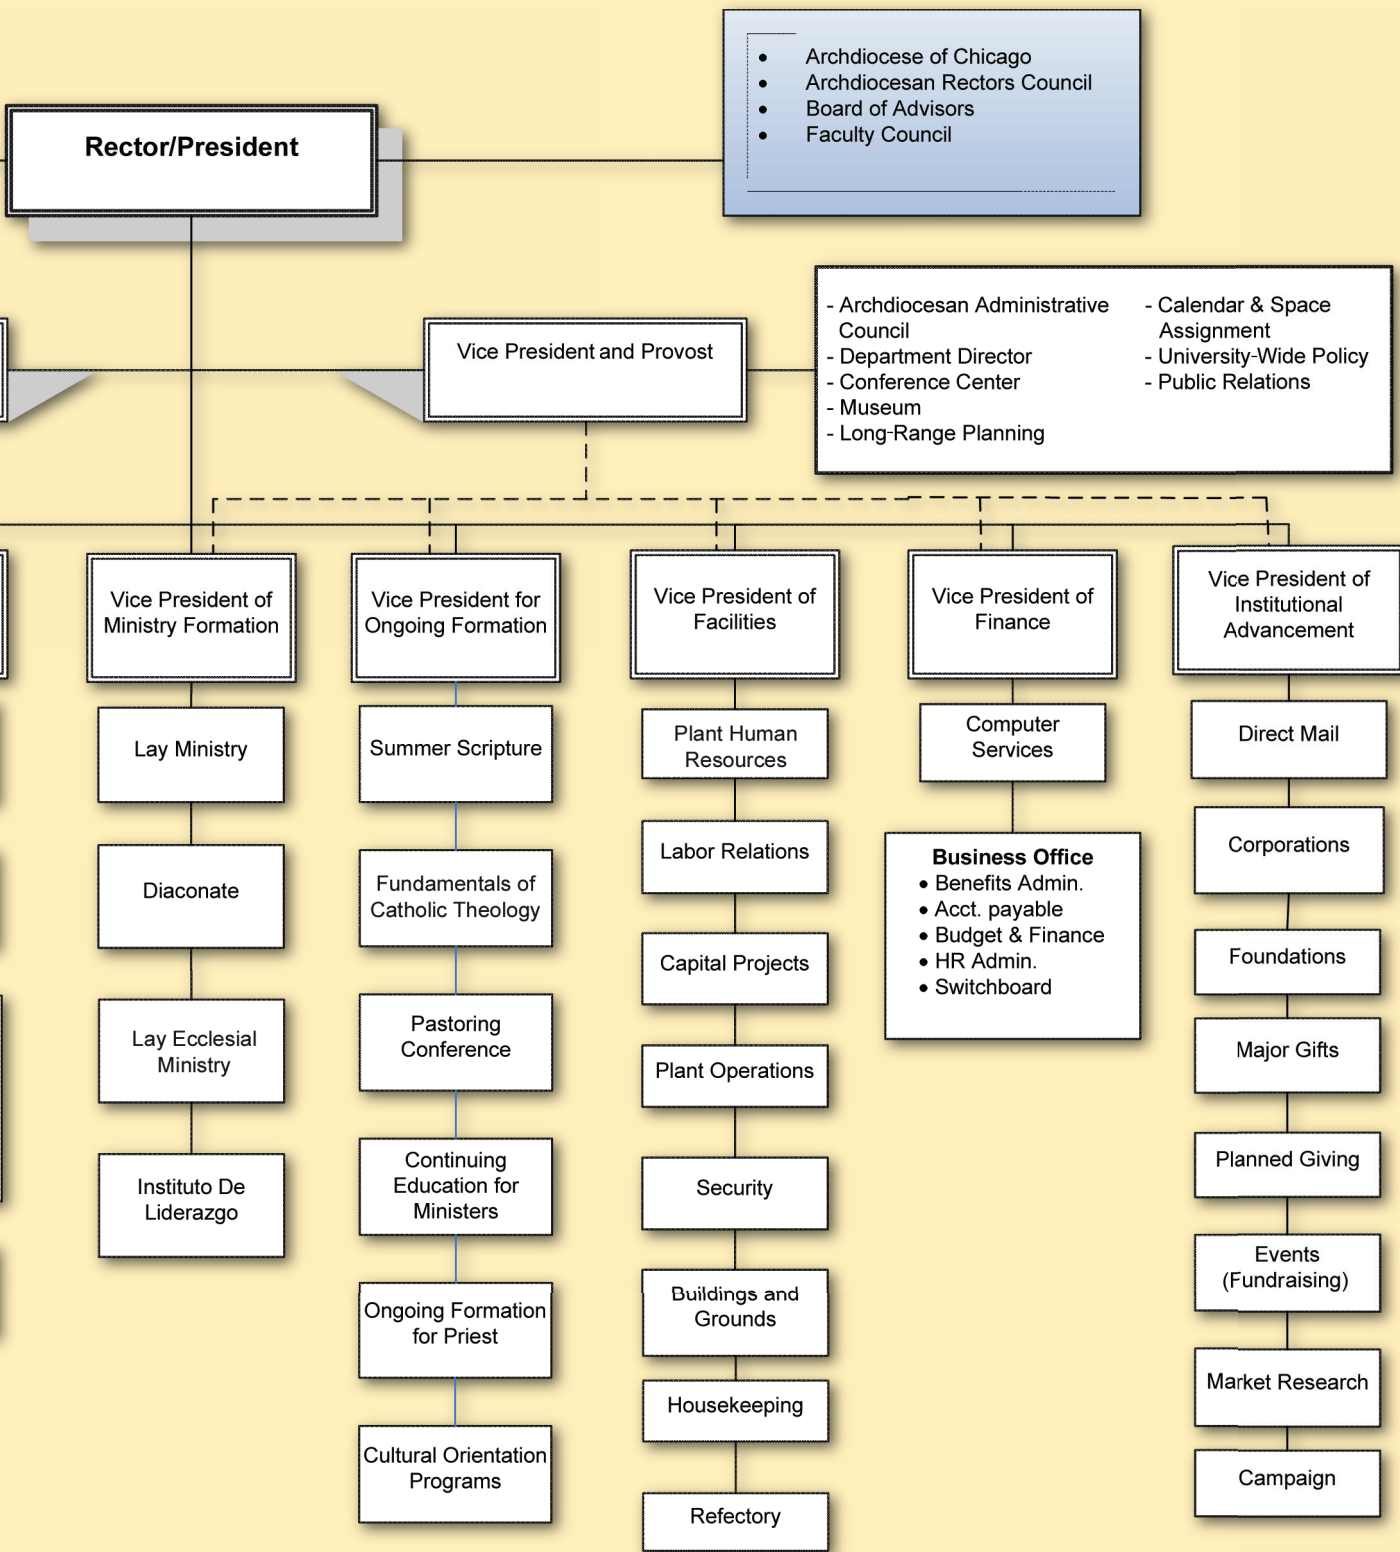 Archdiocese of Chicago
Archdiocesan Rectors Council
Board of Advisors
Faculty Council
Rector/President
Vice President and Provost
- Archdiocesan Administrative
Council
- Department Director
- Conference Center
- Museum
- Long-Range Planning
- Calendar & Space
Assignment
- University-Wide Policy
- Public Relations
Vice President of
Ministry Formation
Lay Ministry
Diaconate
Lay Ecclesial
Ministry
Instituto De
Liderazgo
Vice President for
Ongoing Formation
Summer Scripture
Fundamentals of
Catholic Theology
Pastoring
Conference
Continuing
Education for
Ministers
Ongoing Formation
for Priest
Cultural Orientation
Programs
Vice President of
Facilities
Plant Human
Resources
Labor Relations
Capital Projects
Plant Operations
Security
Buildings and
Grounds
Housekeeping
Refectory
Vice President of
Finance
Computer
Services
Business Office
• Benefits Admin.
• Acct. payable
• Budget & Finance
• HR Admin.
• Switchboard
Vice President of
Institutional
Advancement
Direct Mail
Corporations
Foundations
Major Gifts
Planned Giving
Events
(Fundraising)
Market Research
Campaign